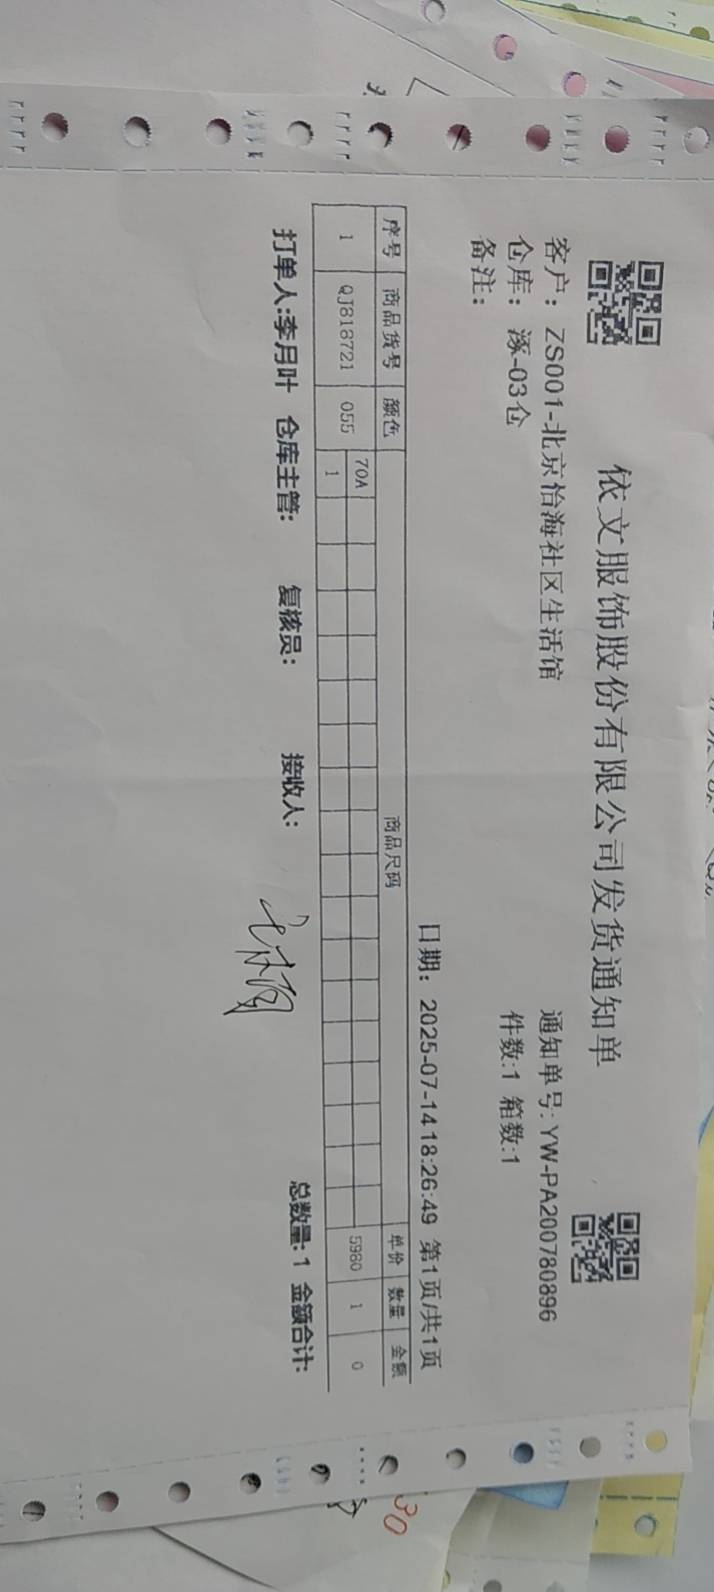 依文服饰股份有限公司发货通知单
客户： ZS001-北京怡海社区生活馆 通知单号: YW-PA200780896
仓库： 涿-03仓 件数:1 箱数:1
备注：
日期： 2025-07-14 18:26:49 第1页/共1页
序号 商品货号 颜色 商品尺码 单价 数量 金额
70A
1 QJ818721 055 1 5980 1 0
总数量: 1 金额合计:
打单人:李月叶 仓库主管: 复核员: 接收人:
30